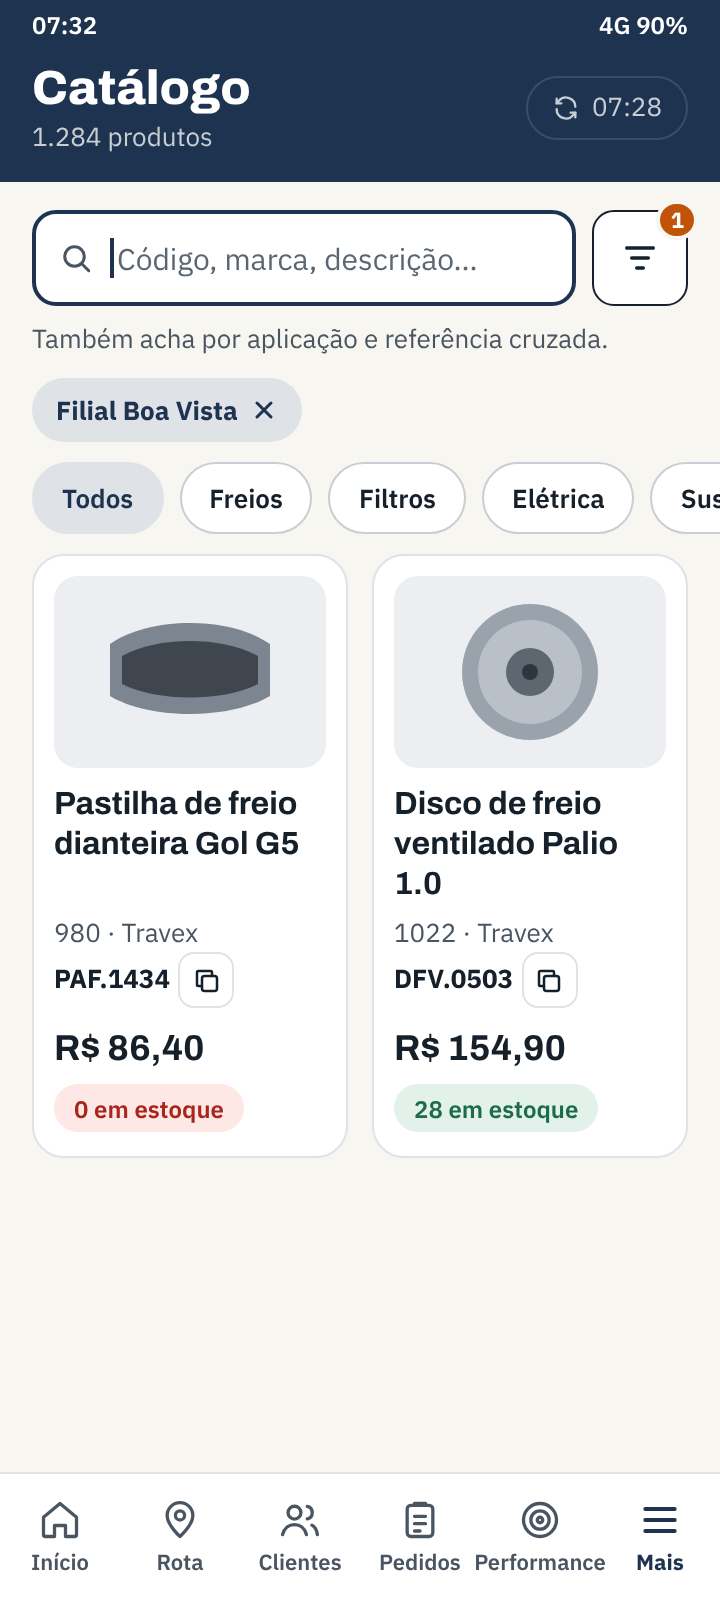 07:32
4G 90%
Catálogo
1.284 produtos
07:28
Código, marca, descrição...
1
Também acha por aplicação e referência cruzada.
Filial Boa Vista
Todos
Freios
Filtros
Elétrica
Sus
Pastilha de freio
dianteira Gol G5
980 · Travex
PAF.1434
R$ 86,40
0 em estoque
Disco de freio
ventilado Palio
1.0
1022 · Travex
DFV.0503
R$ 154,90
28 em estoque
Início
Rota
Clientes
Pedidos
Performance
Mais